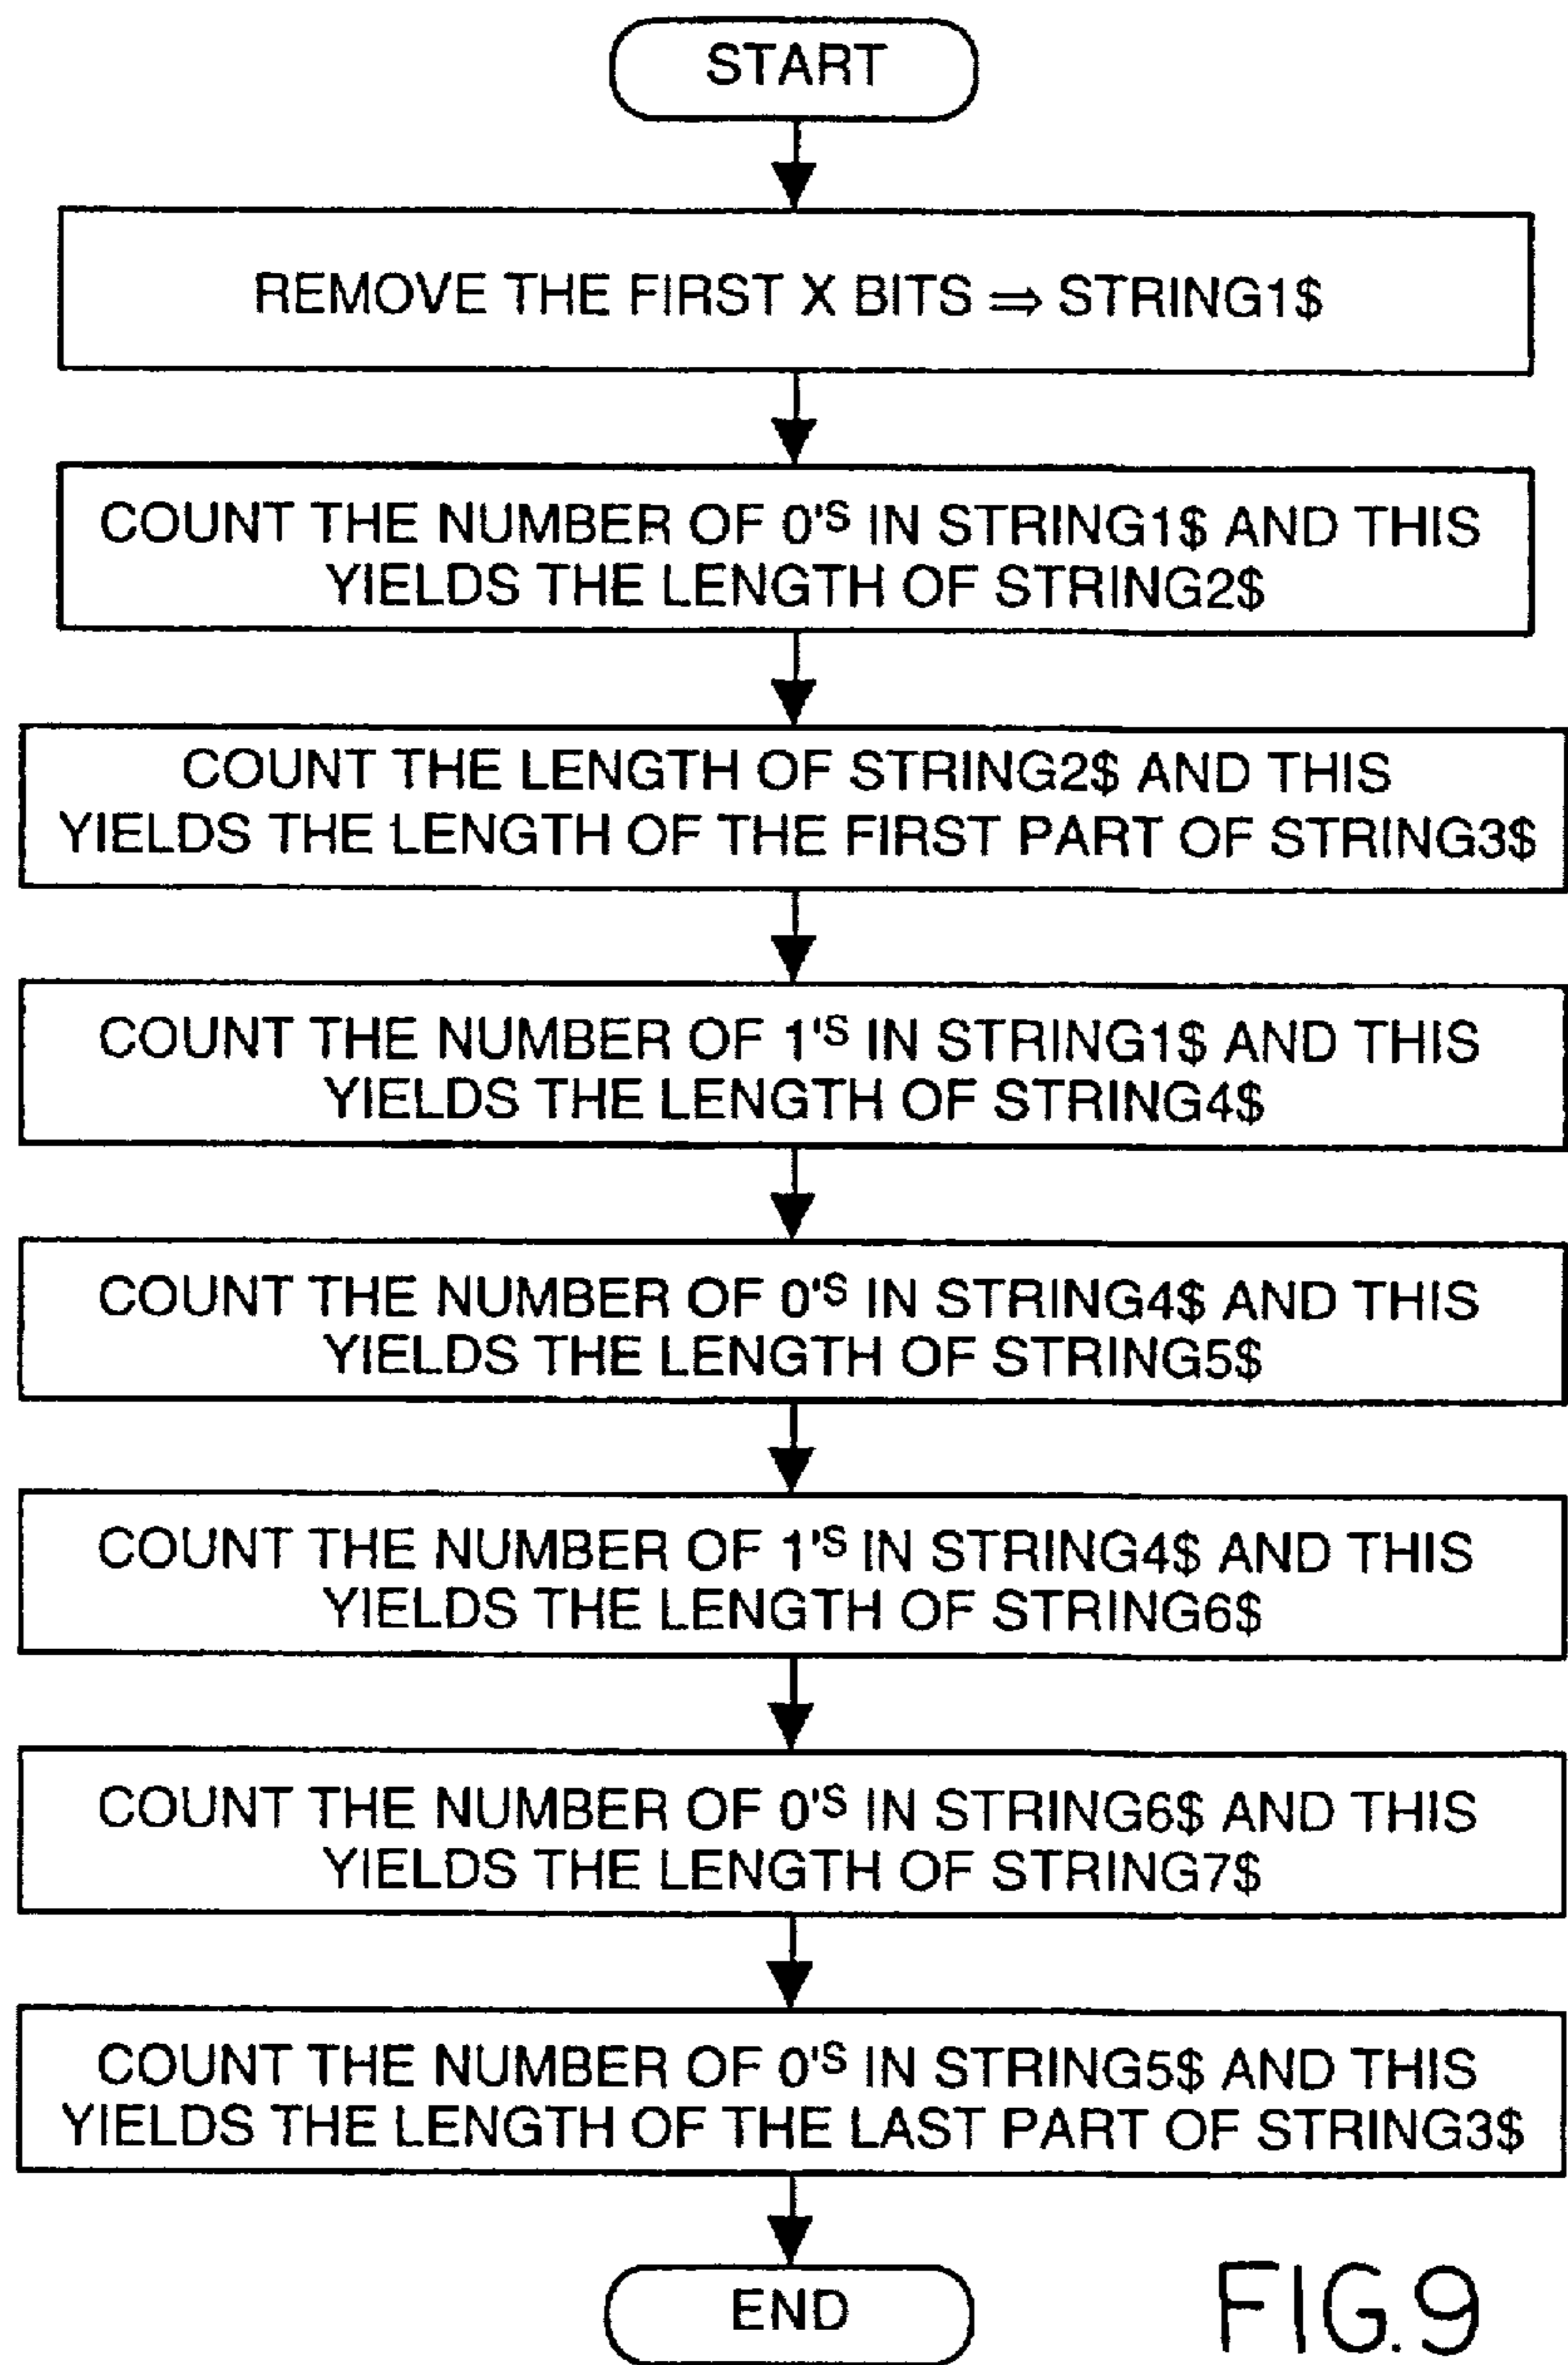 START
REMOVE THE FIRST X BITS ⇒ STRING1$
COUNT THE NUMBER OF 0'S IN STRING1$ AND THIS
YIELDS THE LENGTH OF STRING2$
COUNT THE LENGTH OF STRING2$ AND THIS
YIELDS THE LENGTH OF THE FIRST PART OF STRING3$
COUNT THE NUMBER OF 1'S IN STRING1$ AND THIS
YIELDS THE LENGTH OF STRING4$
COUNT THE NUMBER OF 0'S IN STRING4$ AND THIS
YIELDS THE LENGTH OF STRING5$
COUNT THE NUMBER OF 1'S IN STRING4$ AND THIS
YIELDS THE LENGTH OF STRING6$
COUNT THE NUMBER OF 0'S IN STRING6$ AND THIS
YIELDS THE LENGTH OF STRING7$
COUNT THE NUMBER OF 0'S IN STRING5$ AND THIS
YIELDS THE LENGTH OF THE LAST PART OF STRING3$
END
FIG.9